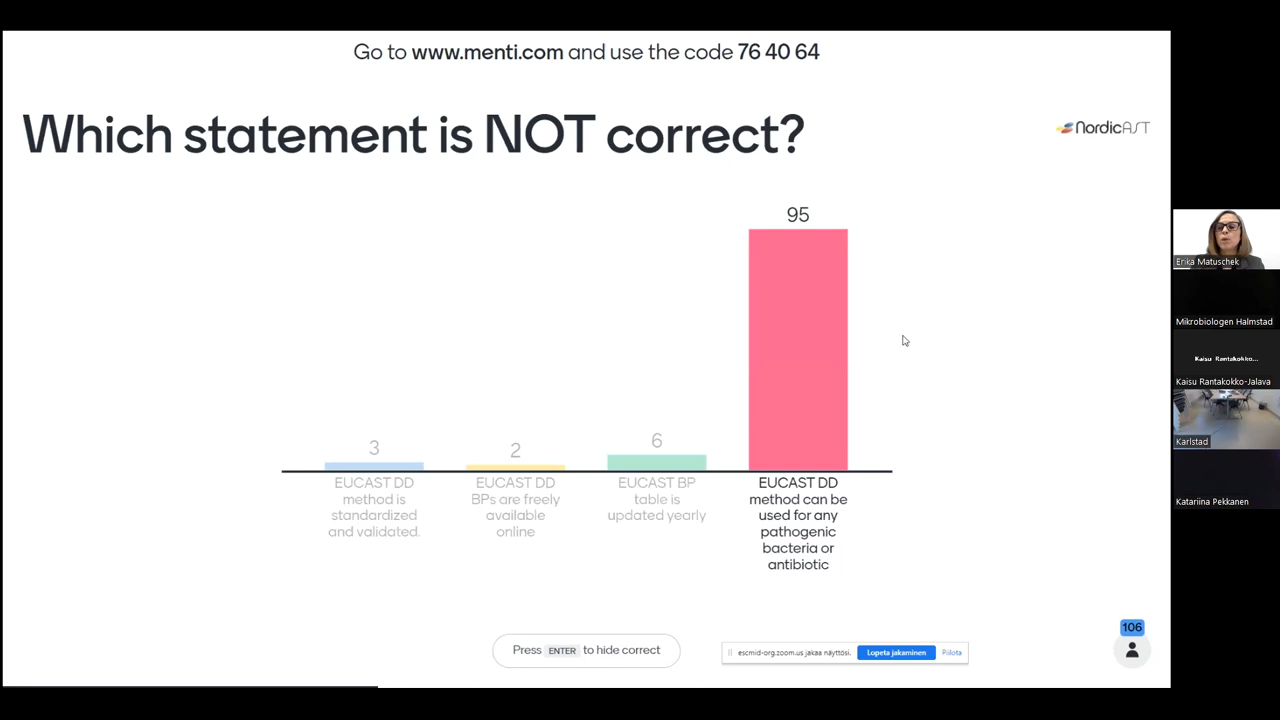 Go to www.menti.com and use the code 76 40 64
Which statement is NOT correct?
NordicAST
95
3
2
6
EUCAST DD
method is
standardized
and validated.
EUCAST DD
BPs are freely
available
online
EUCAST BP
table is
updated yearly
EUCAST DD
method can be
used for any
pathogenic
bacteria or
antibiotic
Press ENTER to hide correct
escmid-org.zoom.us jakaa näyttösi. Lopeta jakaminen Piilota
106
Erika Matuschek
Mikrobiologen Halmstad
Kaisu Rantakokko...
Kaisu Rantakokko-Jalava
Karlstad
Katariina Pekkanen